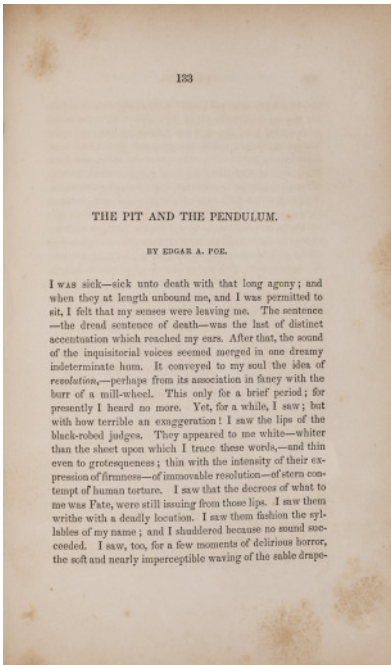 133
THE PIT AND THE PENDULUM.
BY EDGAR A. POE.
I WAS sick—sick unto death with that long agony; and
when they at length unbound me, and I was permitted to
sit, I felt that my senses were leaving me. The sentence
—the dread sentence of death—was the last of distinct
accentuation which reached my ears. After that, the sound
of the inquisitorial voices seemed merged in one dreamy
indeterminate hum. It conveyed to my soul the idea of
revolution,—perhaps from its association in fancy with the
burr of a mill-wheel. This only for a brief period; for
presently I heard no more. Yet, for a while, I saw; but
with how terrible an exaggeration! I saw the lips of the
black-robed judges. They appeared to me white—whiter
than the sheet upon which I trace these words,—and thin
even to grotesqueness; thin with the intensity of their ex-
pression of firmness—of immovable resolution—of stern con-
tempt of human torture. I saw that the decrees of what to
me was Fate, were still issuing from those lips. I saw them
writhe with a deadly locution. I saw them fashion the syl-
lables of my name; and I shuddered because no sound suc-
ceeded. I saw, too, for a few moments of delirious horror,
the soft and nearly imperceptible waving of the sable drape-